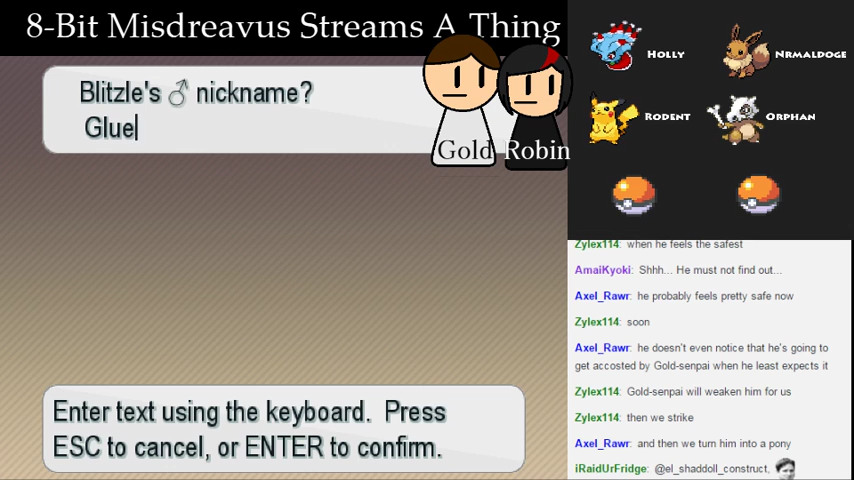 8-Bit Misdreavus Streams A Thing
Blitzle's ♂ nickname?
Glue
Gold Robin
HOLLY
NRMALDOGE
RODENT
ORPHAN
Zylex114: when he feels the safest
AmaiKyoki: Shhh... He must not find out...
Axel_Rawr: he probably feels pretty safe now
Zylex114: soon
Axel_Rawr: he doesn't even notice that he's going to
get accosted by Gold-senpai when he least expects it
Zylex114: Gold-senpai will weaken him for us
Zylex114: then we strike
Axel_Rawr: and then we turn him into a pony
iRaidUrFridge: @el_shaddoll_construct,
Enter text using the keyboard. Press
ESC to cancel, or ENTER to confirm.